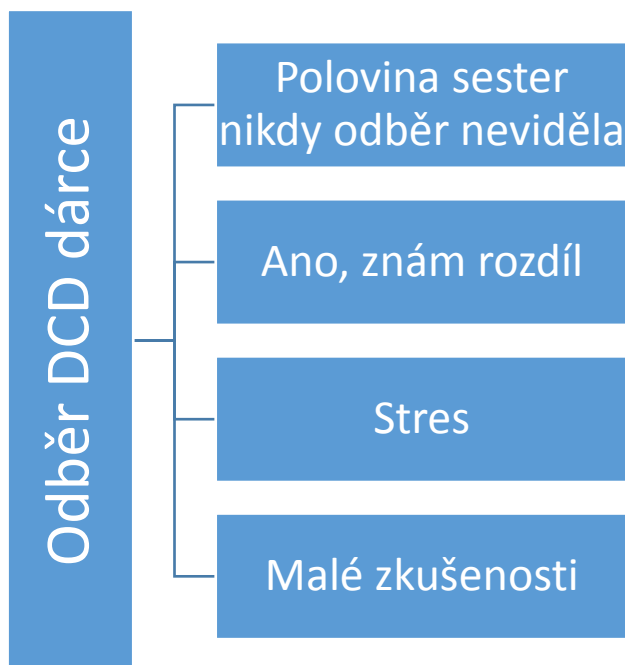 Odběr DCD dárce
Polovina sester
nikdy odběr neviděla
Ano, znám rozdíl
Stres
Malé zkušenosti